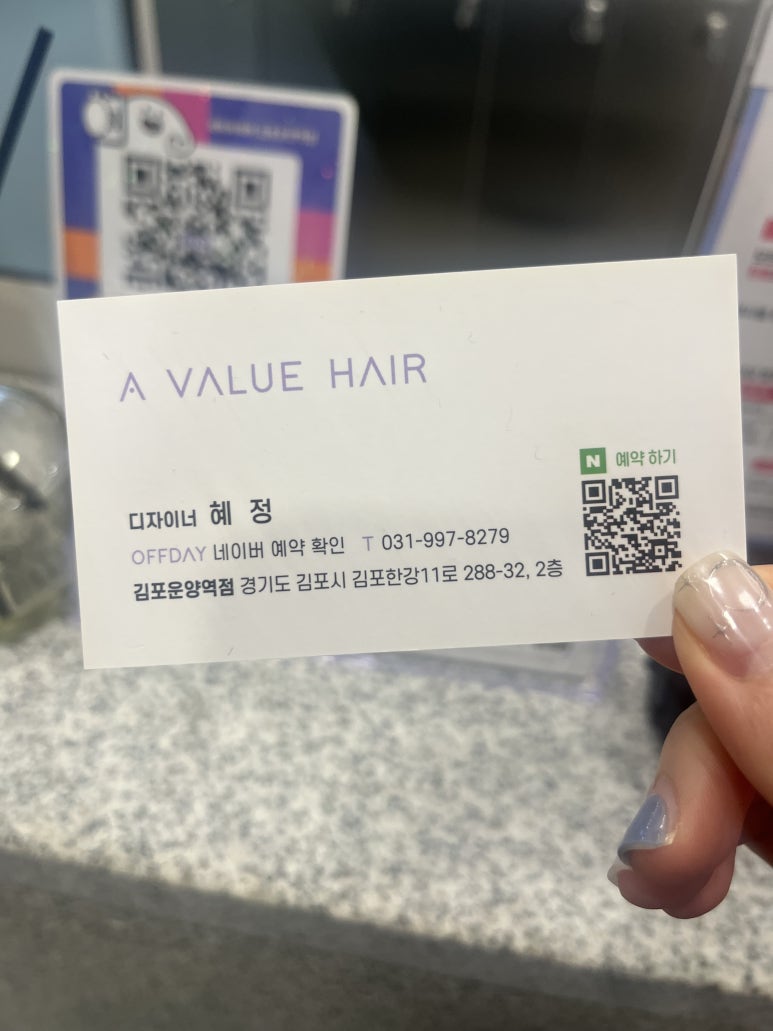 A VALUE HAIR
N 예약 하기
디자이너 혜 정
OFFDAY 네이버 예약 확인 T 031-997-8279
김포운양역점 경기도 김포시 김포한강11로 288-32, 2층